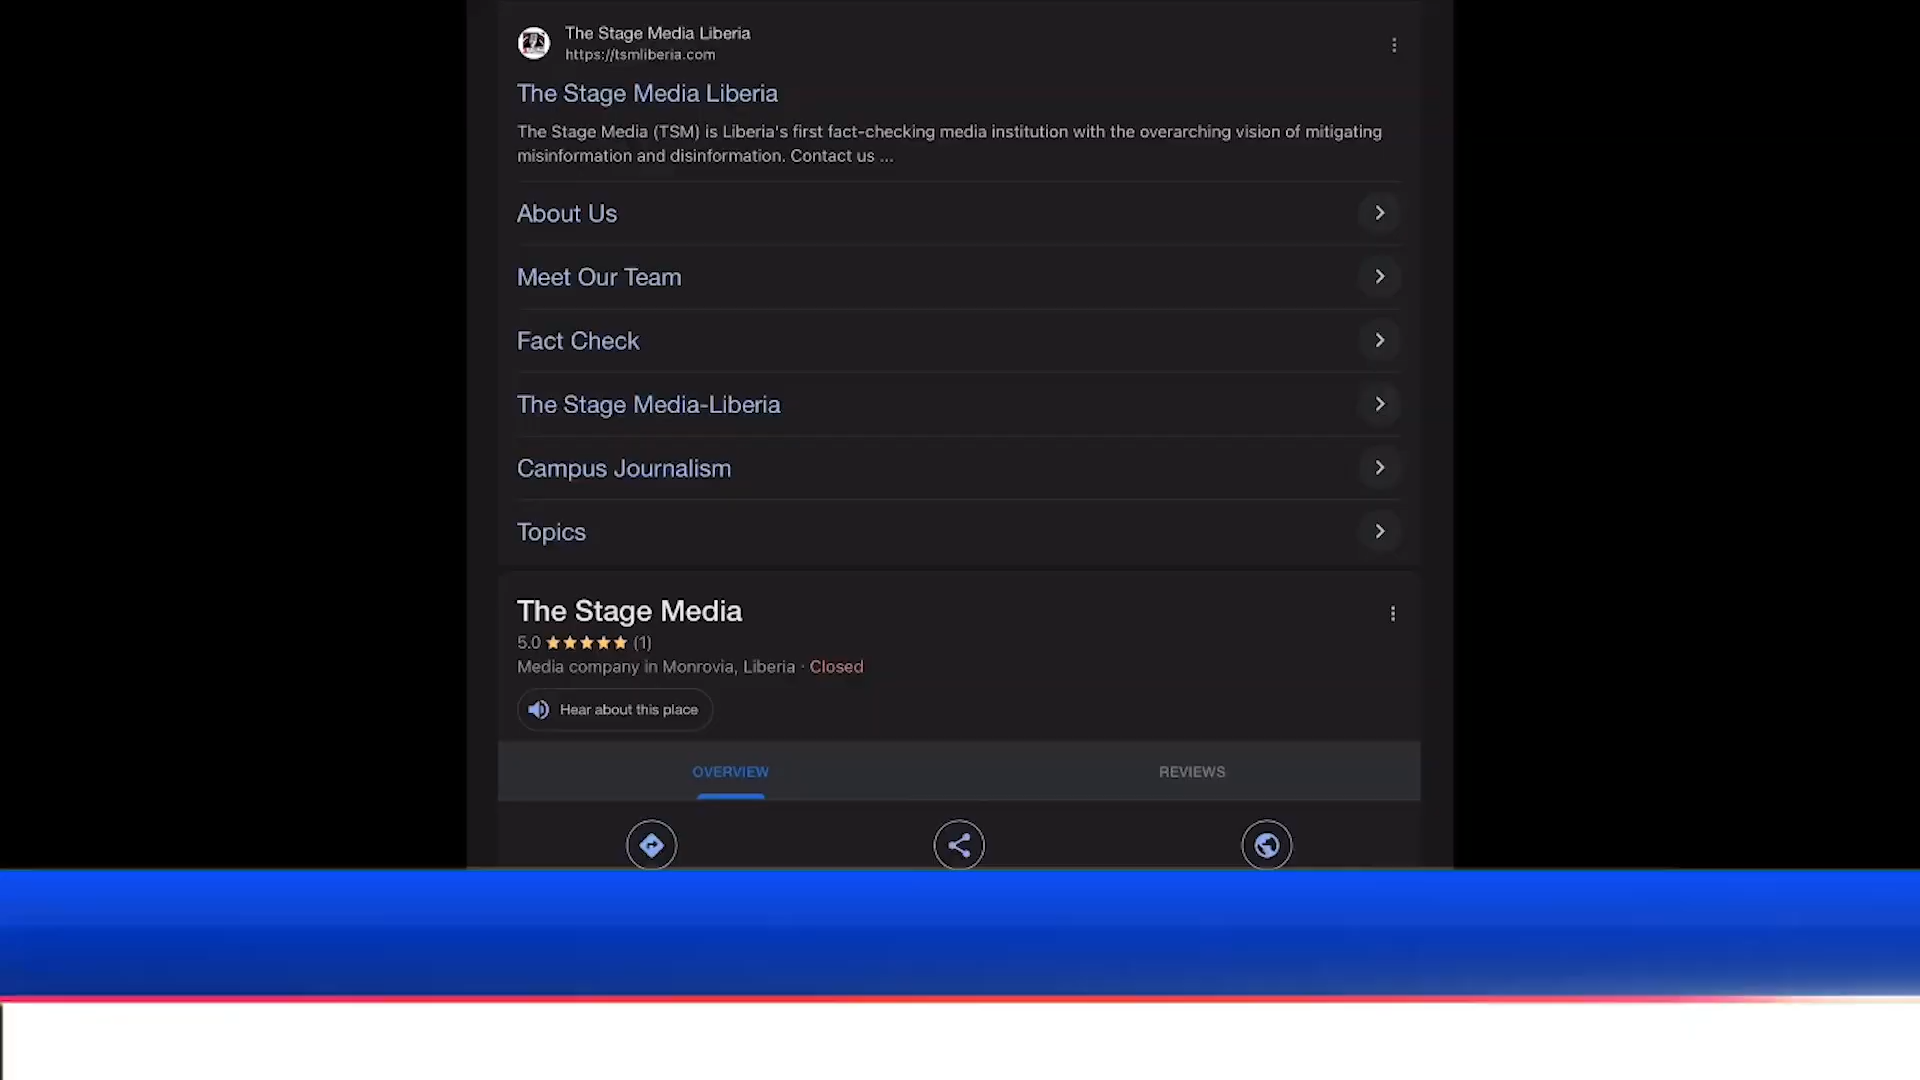 The Stage Media Liberia
https://tsmliberia.com
The Stage Media Liberia
The Stage Media (TSM) is Liberia's first fact-checking media institution with the overarching vision of mitigating
misinformation and disinformation. Contact us ...
About Us
Meet Our Team
Fact Check
The Stage Media-Liberia
Campus Journalism
Topics
The Stage Media
5.0 ★★★★★ (1)
Media company in Monrovia, Liberia · Closed
Hear about this place
OVERVIEW
REVIEWS